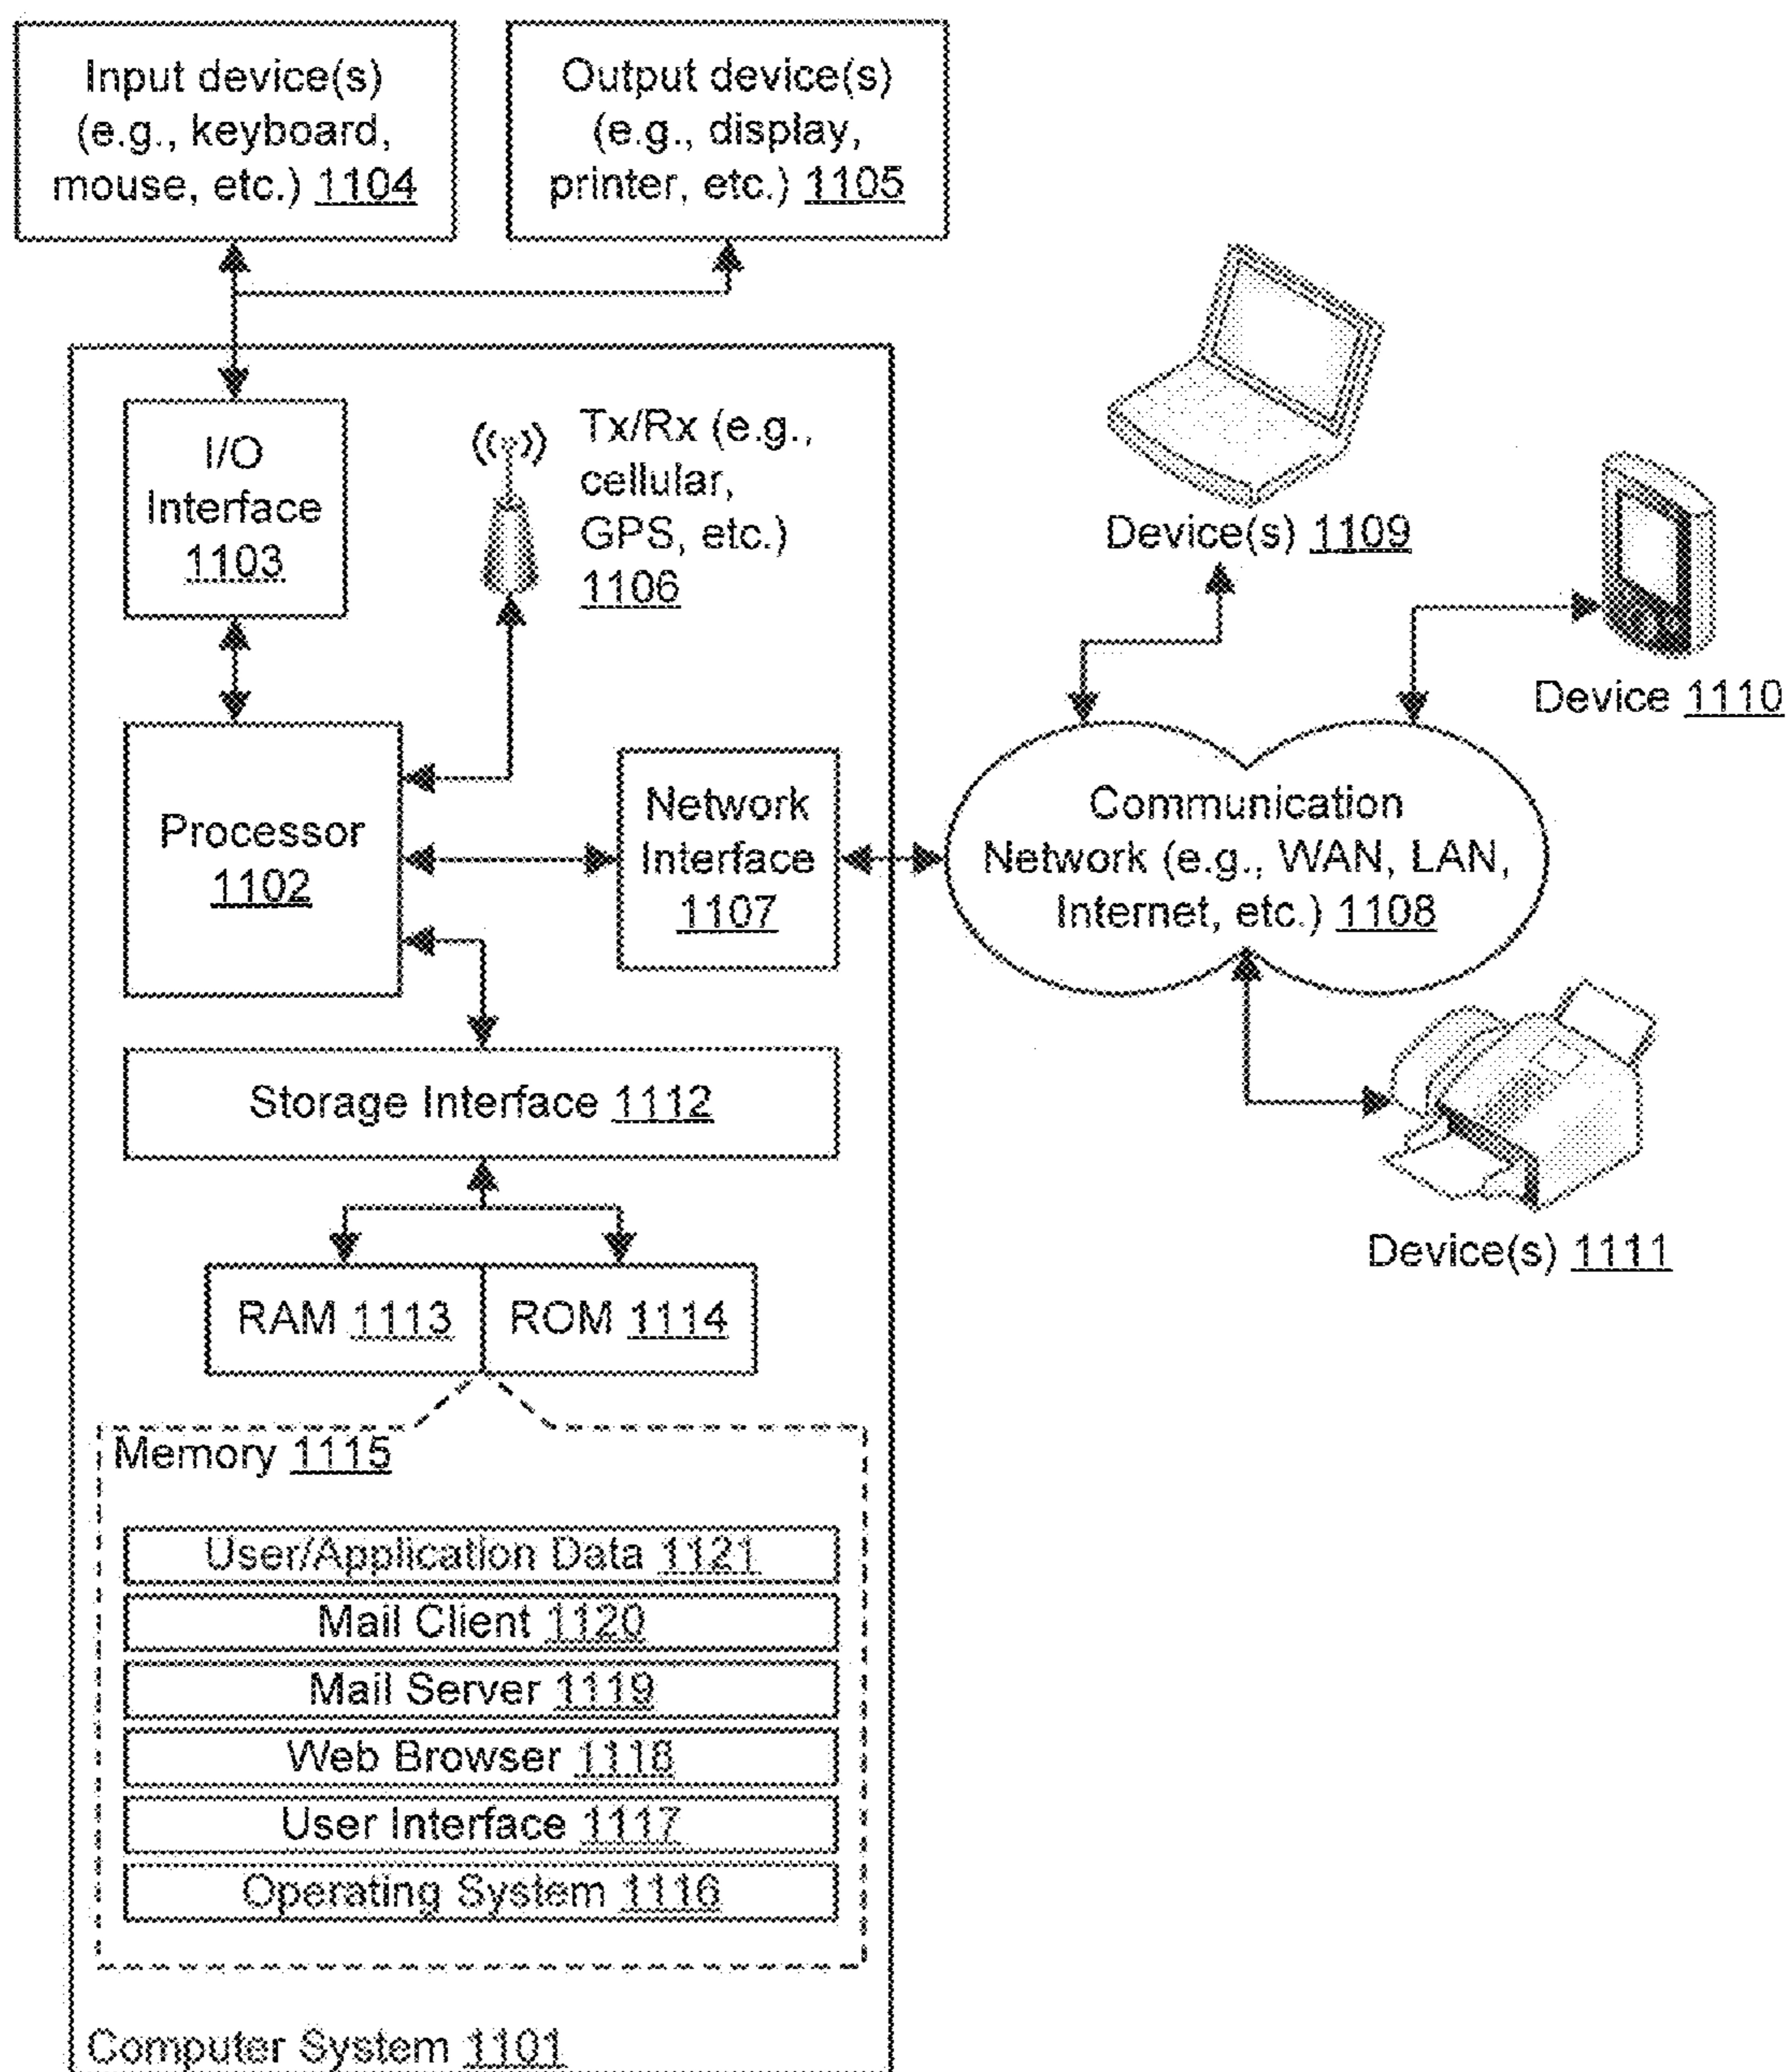 Input device(s)
(e.g., keyboard,
mouse, etc.) 1104
Output device(s)
(e.g., display,
printer, etc.) 1105
I/O
Interface
1103
Tx/Rx (e.g.,
cellular,
GPS, etc.)
1106
Device(s) 1109
Device 1110
Processor
1102
Network
Interface
1107
Communication
Network (e.g., WAN, LAN,
Internet, etc.) 1108
Device(s) 1111
Storage Interface 1112
RAM 1113
ROM 1114
Memory 1115
User/Application Data 1121
Mail Client 1120
Mail Server 1119
Web Browser 1118
User Interface 1117
Operating System 1116
Computer System 1101